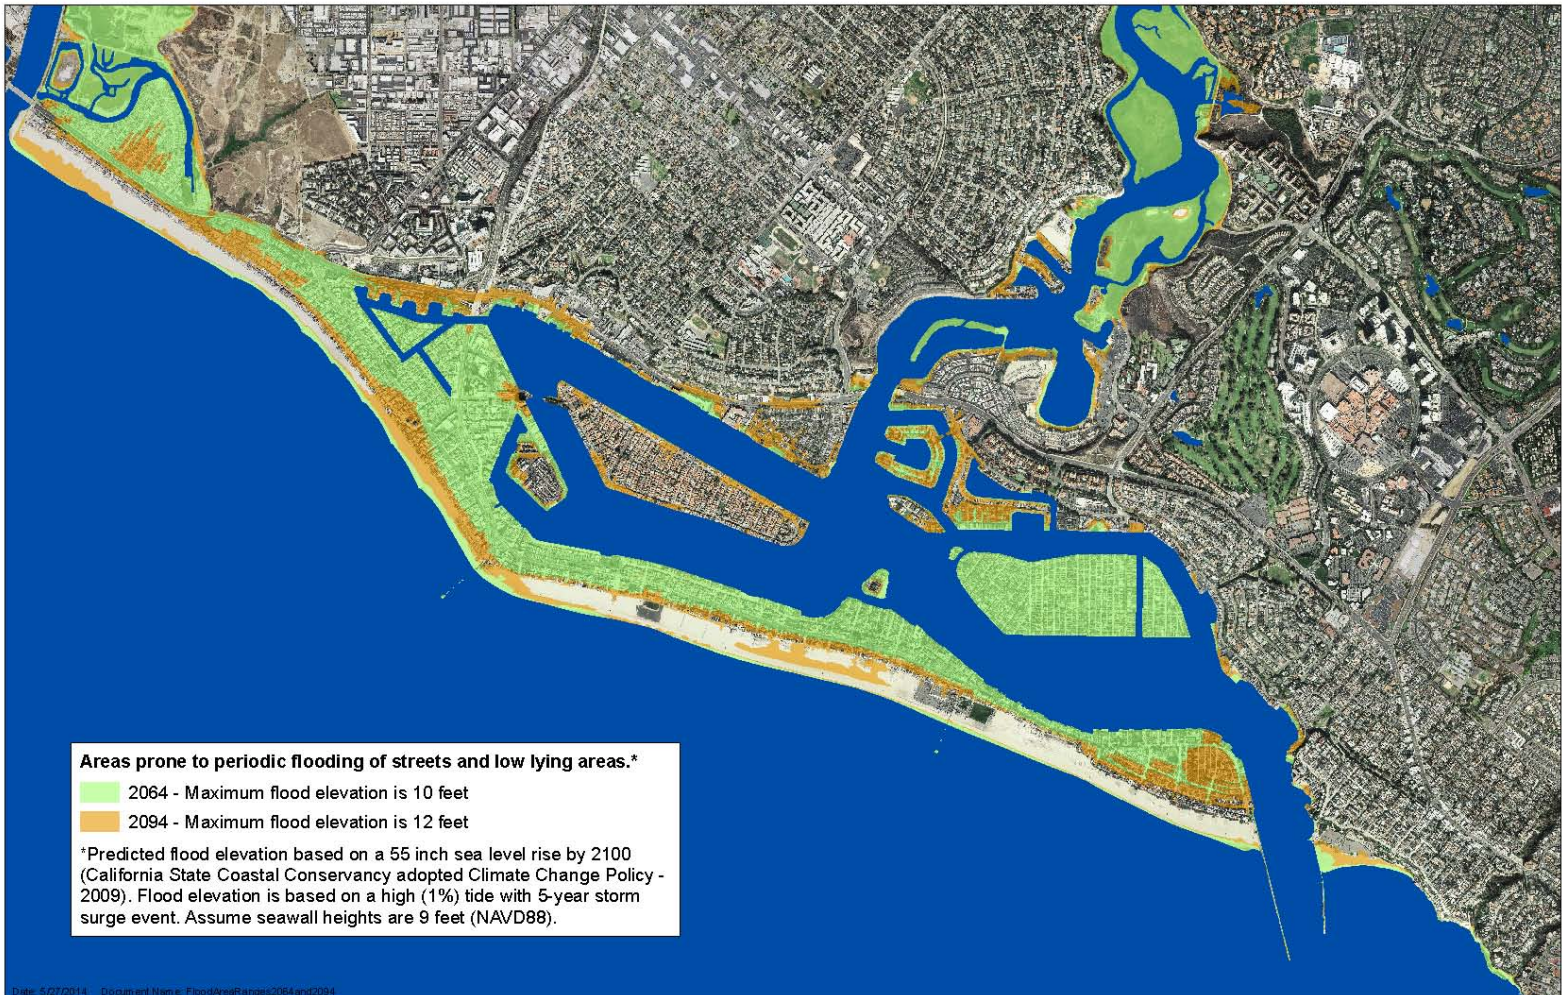 Areas prone to periodic flooding of streets and low lying areas.*
2064 - Maximum flood elevation is 10 feet
2094 - Maximum flood elevation is 12 feet
*Predicted flood elevation based on a 55 inch sea level rise by 2100
(California State Coastal Conservancy adopted Climate Change Policy -
2009). Flood elevation is based on a high (1%) tide with 5-year storm
surge event. Assume seawall heights are 9 feet (NAVD88).
Date: 5/27/2014 Document Name: FloodAreaRanges2064and2094